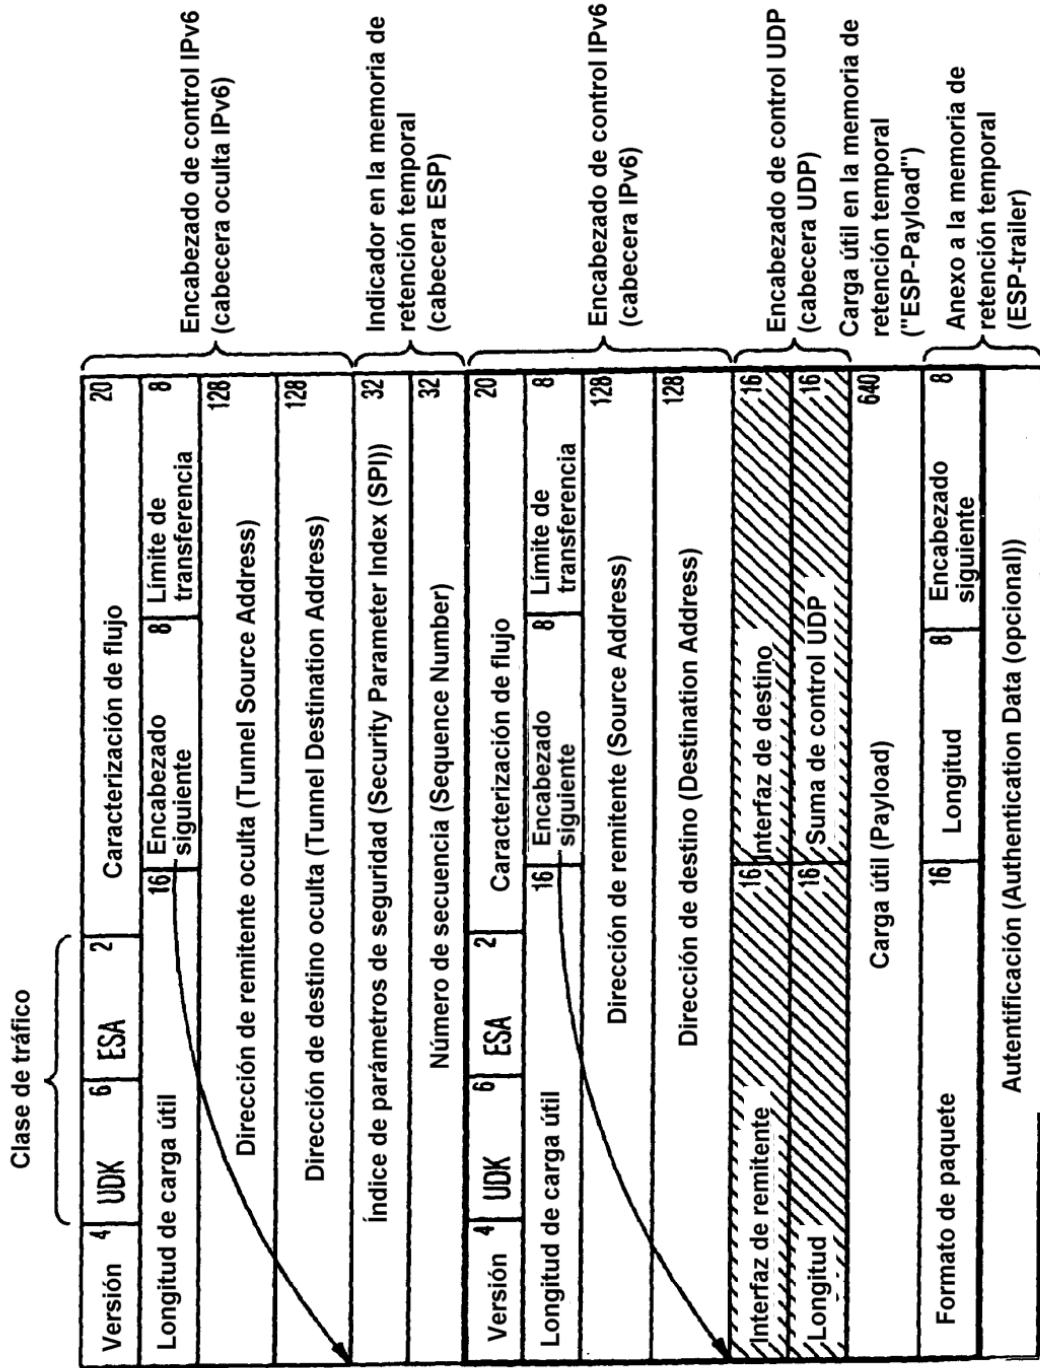 Clase de tráfico
Versión 4 UDK 6 ESA 2 Caracterización de flujo 20
Longitud de carga útil 16 Encabezado 8 Límite de 8
siguiente transferencia
Dirección de remitente oculta (Tunnel Source Address) 128
Dirección de destino oculta (Tunnel Destination Address) 128
Encabezado de control IPv6
(cabecera oculta IPv6)
Índice de parámetros de seguridad (Security Parameter Index (SPI)) 32
Número de secuencia (Sequence Number) 32
Indicador en la memoria de
retención temporal
(cabecera ESP)
Versión 4 UDK 6 ESA 2 Caracterización de flujo 20
Longitud de carga útil 16 Encabezado 8 Límite de 8
siguiente transferencia
Dirección de remitente (Source Address) 128
Dirección de destino (Destination Address) 128
Encabezado de control IPv6
(cabecera IPv6)
Interfaz de remitente 16 Interfaz de destino 16
Longitud 16 Suma de control UDP 16
Encabezado de control UDP
(cabecera UDP)
Carga útil (Payload) 640
Carga útil en la memoria de
retención temporal
("ESP-Payload")
Formato de paquete 16 Longitud 8 Encabezado 8
siguiente
Anexo a la memoria de
retención temporal
(ESP-trailer)
Autentificación (Authentication Data (opcional))